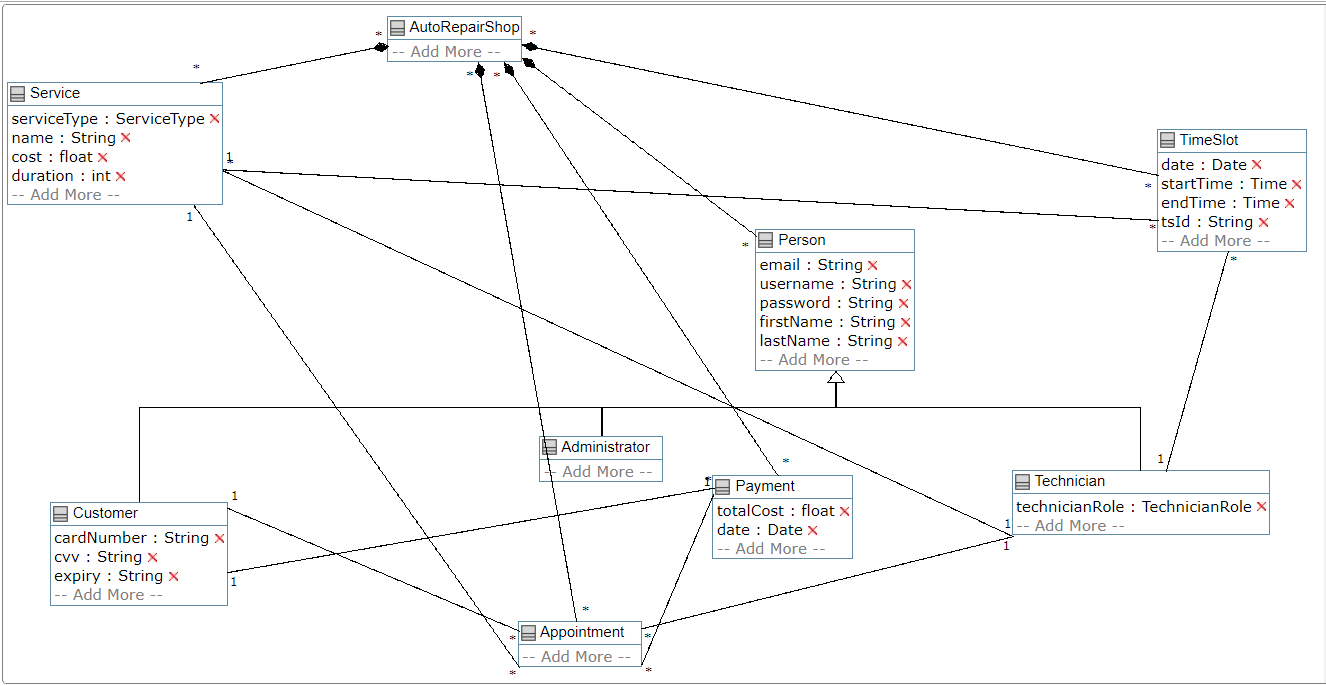 AutoRepairShop
-- Add More --
*
*
*
*
*
Service
serviceType : ServiceType
name : String
cost : float
duration : int
-- Add More --
1
*
1
TimeSlot
date : Date
startTime : Time
endTime : Time
tsId : String
-- Add More --
*
*
*
Person
email : String
username : String
password : String
firstName : String
lastName : String
-- Add More --
*
Administrator
-- Add More --
Payment
totalCost : float
date : Date
-- Add More --
*
1
*
Technician
technicianRole : TechnicianRole
-- Add More --
1
1
1
Customer
cardNumber : String
cvv : String
expiry : String
-- Add More --
1
1
Appointment
-- Add More --
*
*
*
*
*